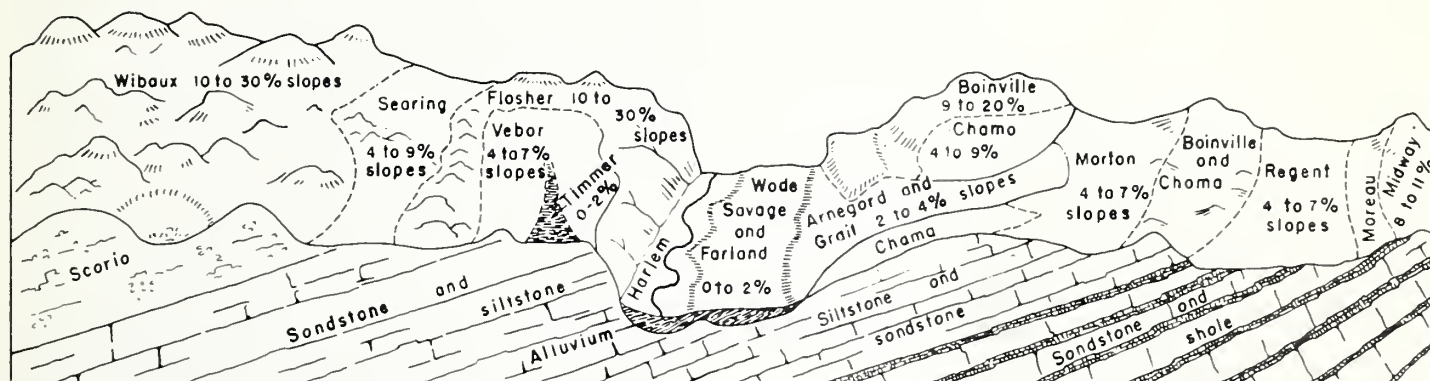 Wibaux 10 to 30% slopes
Searing
4 to 9%
slopes
Flasher 10 to
30%
slopes
Vebar
4 to 7%
slopes
Timmer
0-2%
Harlem
Wade
Savage
and
Farland
0 to 2%
Boinville
9 to 20%
Chama
4 to 9%
Arnegard and
Grail 2 to 4% slopes
Chama
Morton
4 to 7%
slopes
Boinville
and
Chama
Regent
4 to 7%
slopes
Moreau
Midway
8 to 11%
Scoria
Sandstone and siltstone
Alluvium
Siltstone and
sandstone
Sandstone and
shale